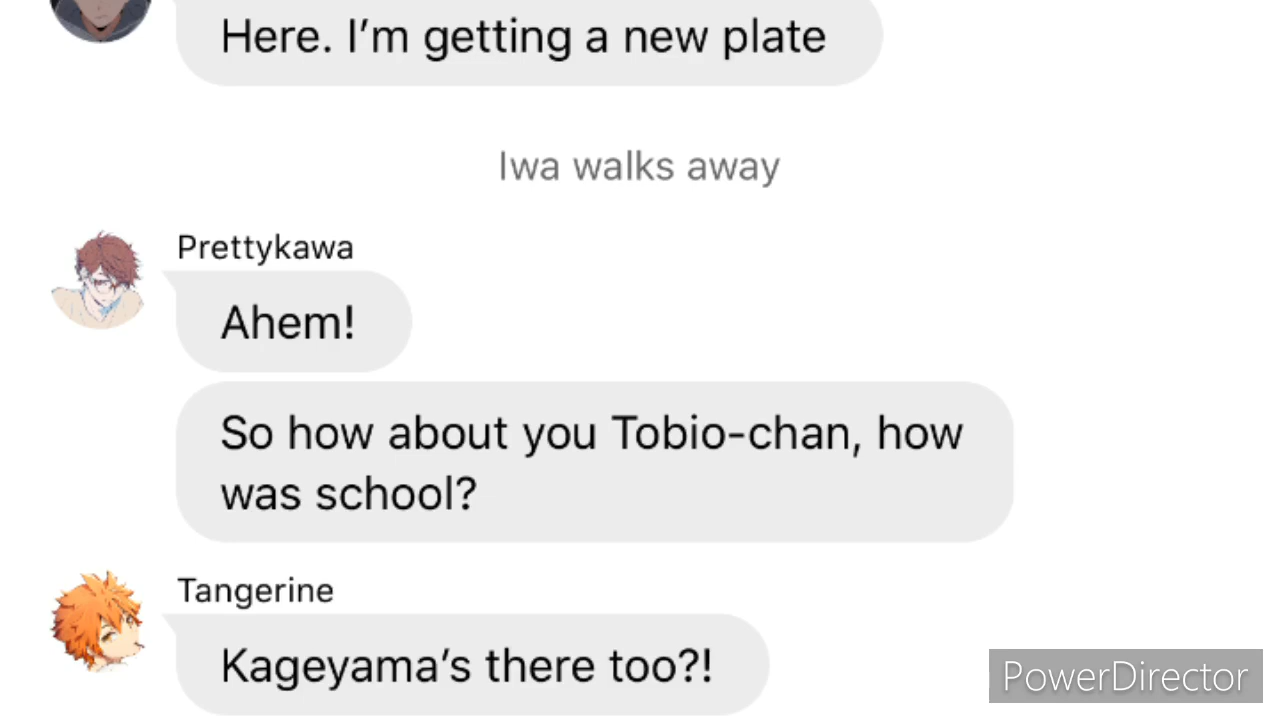 Here. I’m getting a new plate
Iwa walks away
Prettykawa
Ahem!
So how about you Tobio-chan, how
was school?
Tangerine
Kageyama’s there too?!
PowerDirector